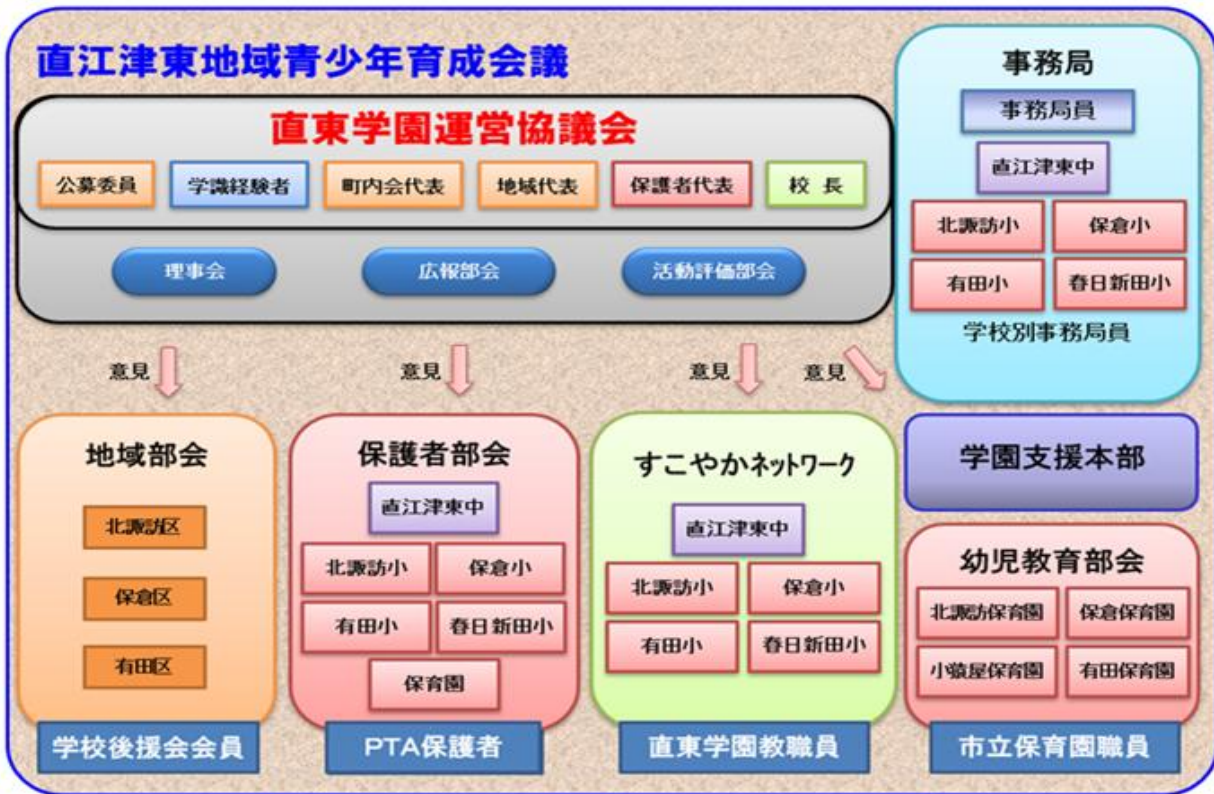 直江津東地域青少年育成会議
直東学園運営協議会
公募委員 学識経験者 町内会代表 地域代表 保護者代表 校 長
理事会 広報部会 活動評価部会
事務局
事務局員
直江津東中
北諏訪小 保倉小
有田小 春日新田小
学校別事務局員
意見 意見 意見 意見
地域部会
北諏訪区
保倉区
有田区
学校後援会会員
保護者部会
直江津東中
北諏訪小 保倉小
有田小 春日新田小
保育園
PTA保護者
すこやかネットワーク
直江津東中
北諏訪小 保倉小
有田小 春日新田小
直東学園教職員
学園支援本部
幼児教育部会
北諏訪保育園 保倉保育園
小猿屋保育園 有田保育園
市立保育園職員